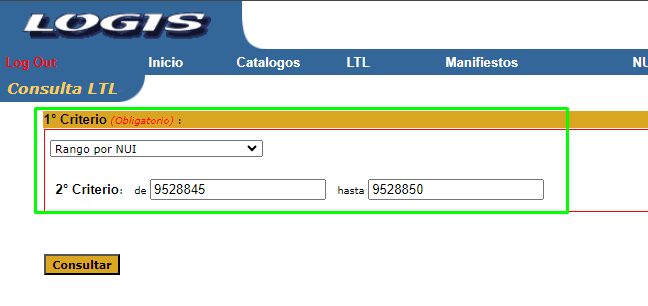 LOGIS
Log Out Inicio Catalogos LTL Manifiestos NU
Consulta LTL
1° Criterio (Obligatorio) :
Rango por NUI
2° Criterio: de 9528845 hasta 9528850
Consultar